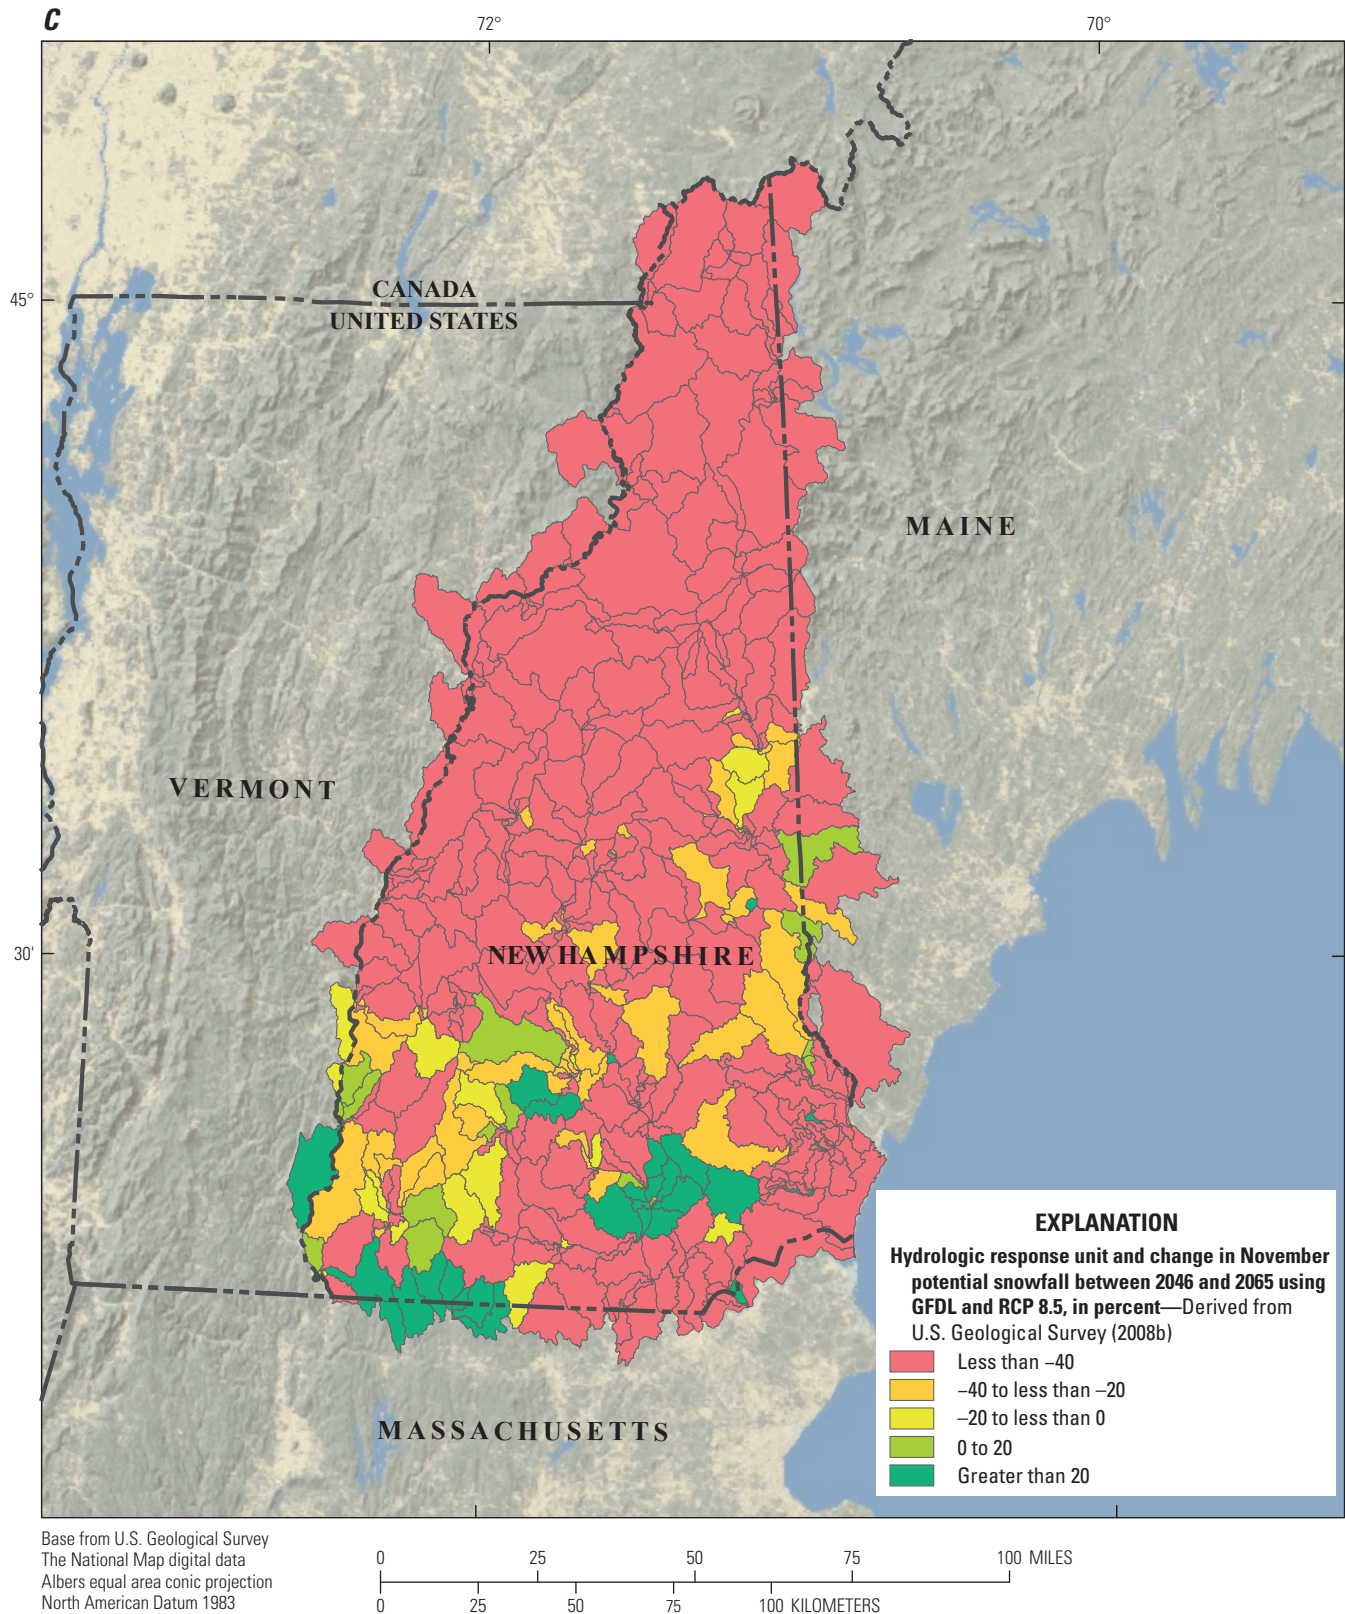 C
72°
70°
45°
CANADA
UNITED STATES
MAINE
VERMONT
30'
NEW HAMPSHIRE
MASSACHUSETTS
EXPLANATION
Hydrologic response unit and change in November
potential snowfall between 2046 and 2065 using
GFDL and RCP 8.5, in percent—Derived from
U.S. Geological Survey (2008b)
Less than −40
−40 to less than −20
−20 to less than 0
0 to 20
Greater than 20
Base from U.S. Geological Survey
The National Map digital data
Albers equal area conic projection
North American Datum 1983
0 25 50 75 100 MILES
0 25 50 75 100 KILOMETERS